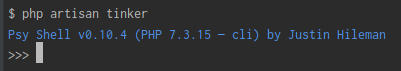 $ php artisan tinker
Psy Shell v0.10.4 (PHP 7.3.15 — cli) by Justin Hileman
>>>